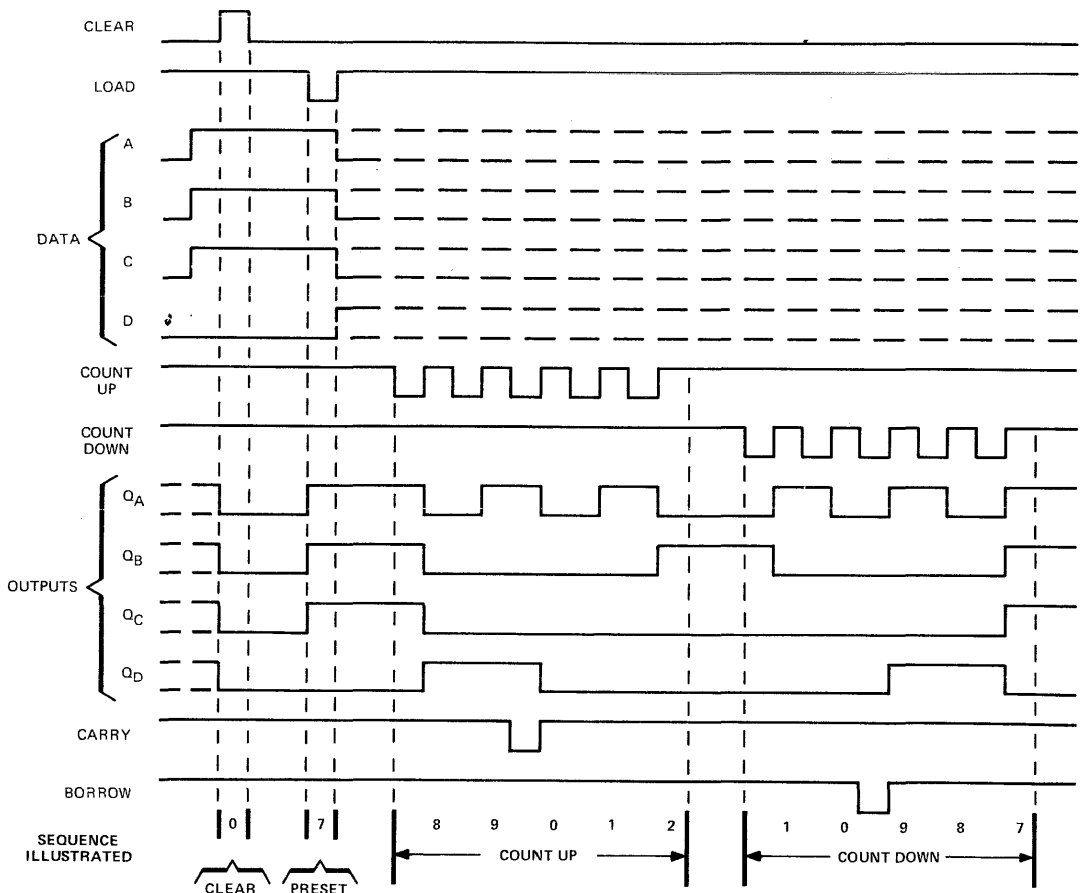 CLEAR
LOAD
A
B
DATA
C
D
COUNT
UP
COUNT
DOWN
QA
QB
OUTPUTS
QC
QD
CARRY
BORROW
SEQUENCE
ILLUSTRATED
0 7 8 9 0 1 2 1 0 9 8 7
COUNT UP COUNT DOWN
CLEAR PRESET